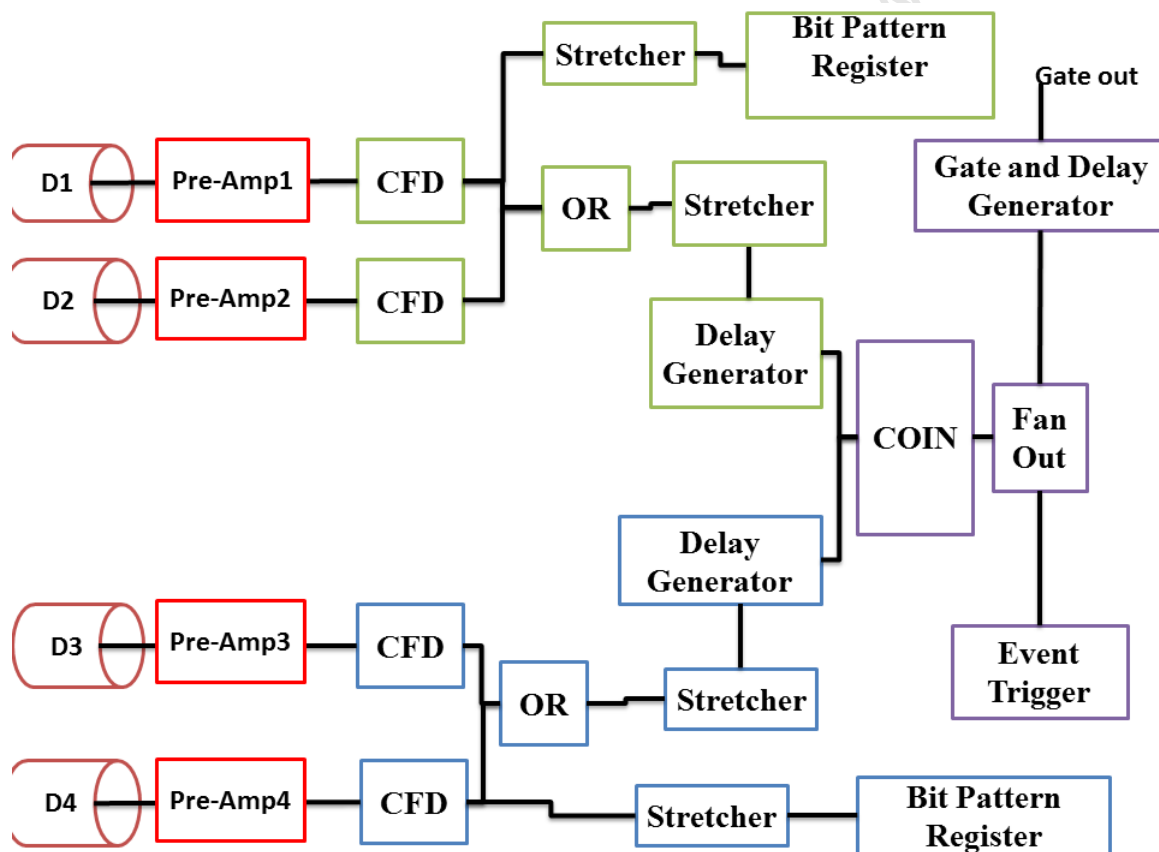 Stretcher
Bit Pattern
Register
Gate out
D1
Pre-Amp1
CFD
OR
Stretcher
Gate and Delay
Generator
D2
Pre-Amp2
CFD
Delay
Generator
COIN
Fan
Out
Delay
Generator
D3
Pre-Amp3
CFD
OR
Stretcher
Event
Trigger
D4
Pre-Amp4
CFD
Stretcher
Bit Pattern
Register